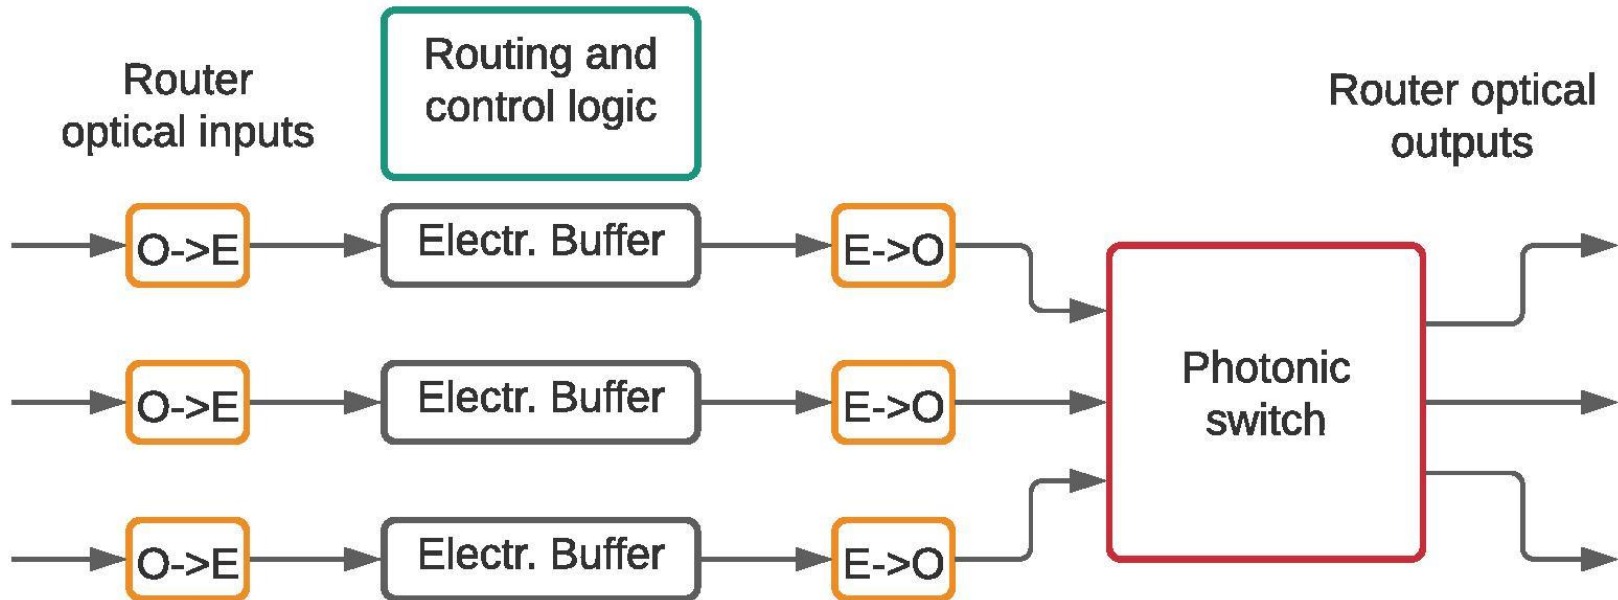 Router
optical inputs
Routing and
control logic
Router optical
outputs
O->E
Electr. Buffer
E->O
O->E
Electr. Buffer
E->O
Photonic
switch
O->E
Electr. Buffer
E->O